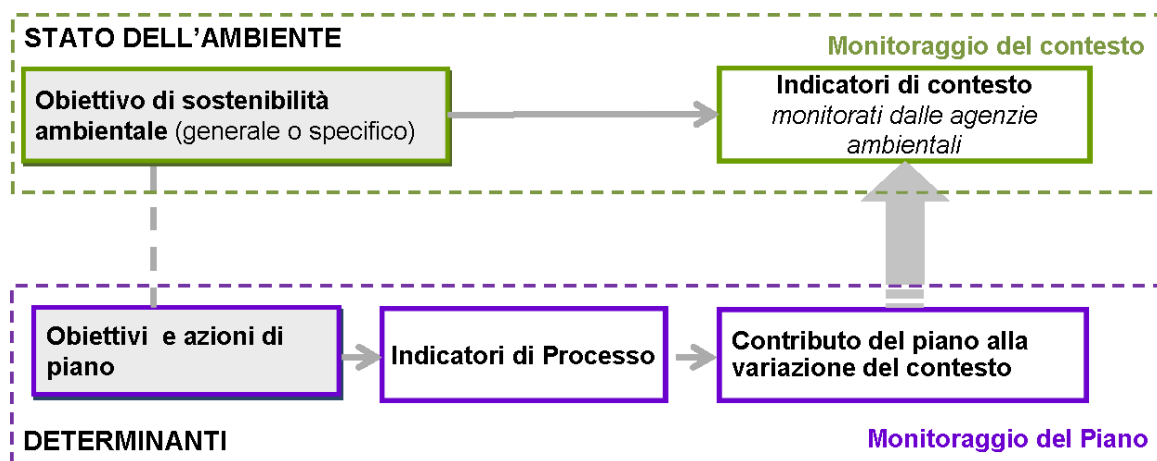 STATO DELL'AMBIENTE
Monitoraggio del contesto
Obiettivo di sostenibilità
ambientale (generale o specifico)
Indicatori di contesto
monitorati dalle agenzie
ambientali
Obiettivi e azioni di
piano
Indicatori di Processo
Contributo del piano alla
variazione del contesto
DETERMINANTI
Monitoraggio del Piano